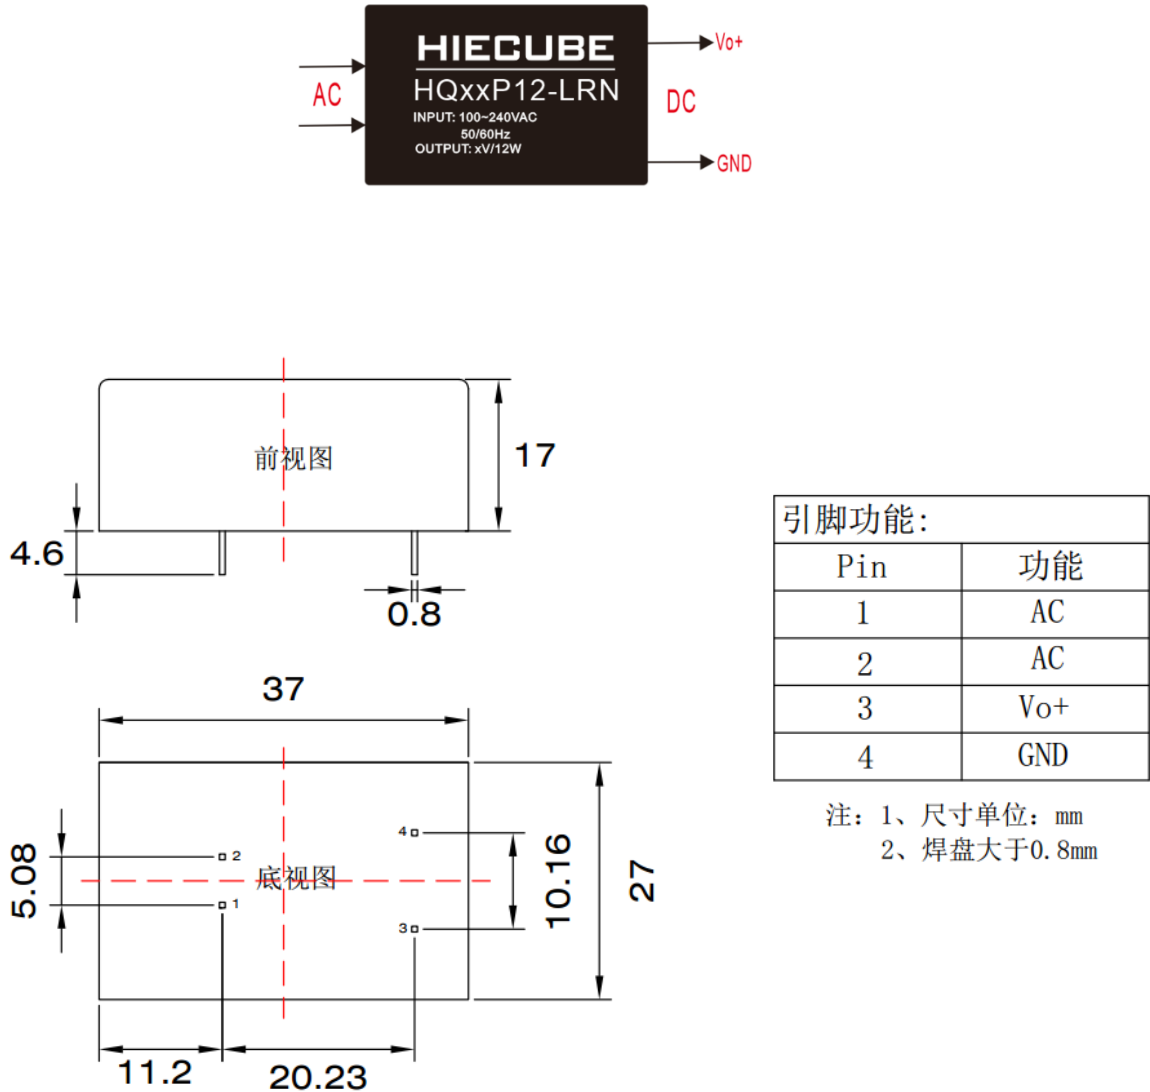 HIECUBE
HQxxP12-LRN
INPUT: 100~240VAC
50/60Hz
OUTPUT: xV/12W
AC
Vo+
DC
GND
前视图
17
4.6
0.8
37
2
1
4
3
底视图
5.08
10.16
27
11.2
20.23
引脚功能:
Pin 功能
1 AC
2 AC
3 Vo+
4 GND
注: 1、尺寸单位: mm
2、焊盘大于0.8mm